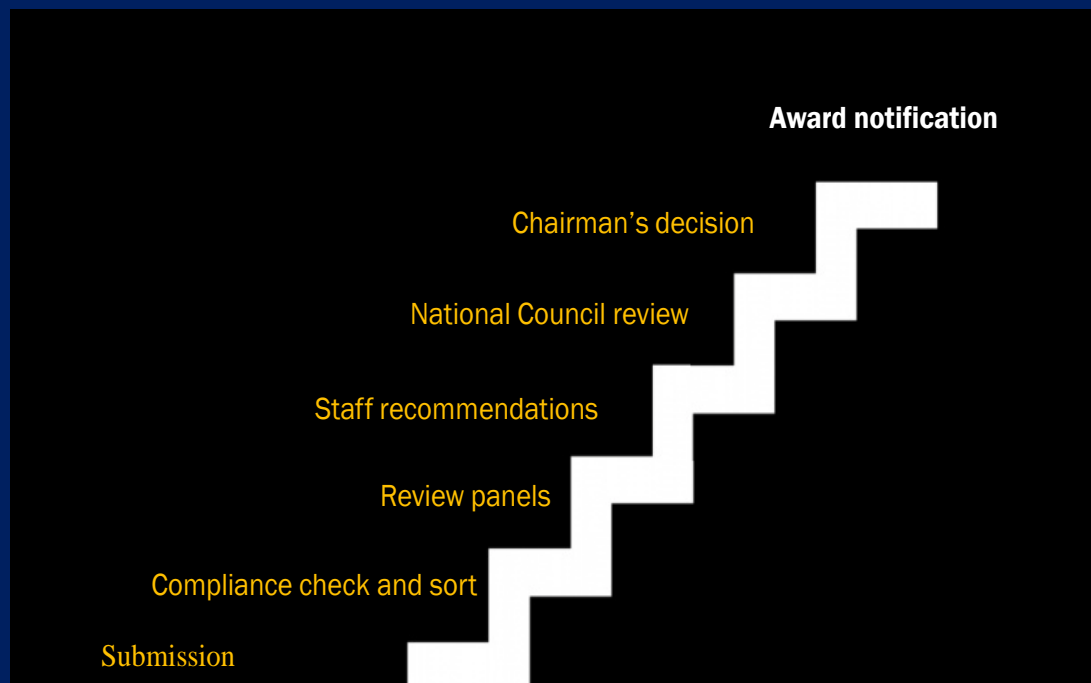 Award notification
Chairman’s decision
National Council review
Staff recommendations
Review panels
Compliance check and sort
Submission